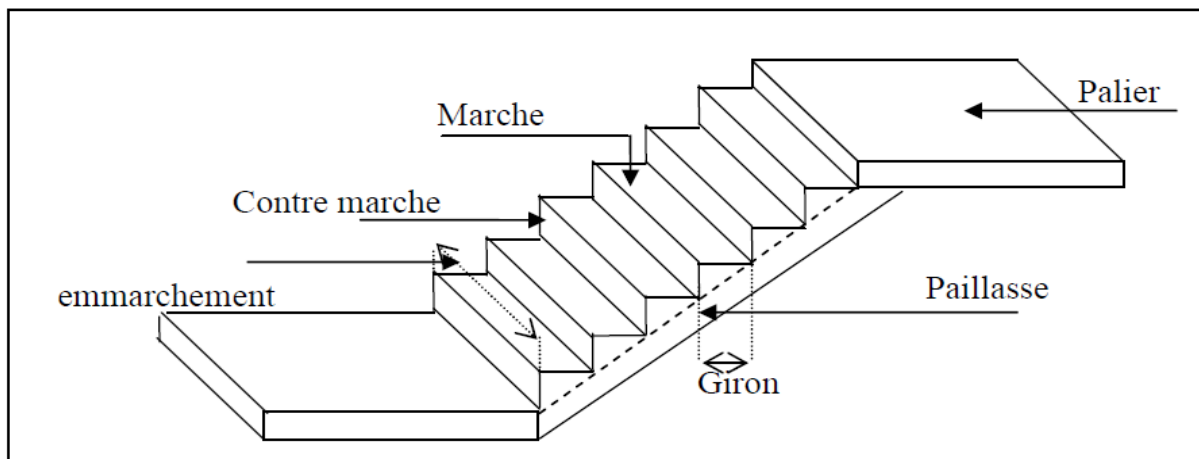 Palier
Marche
Contre marche
emmarchement
Paillasse
Giron